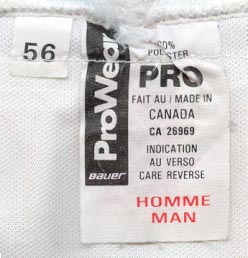 56
ProWear
bauer
POLYESTER
PRO
FAIT AU / MADE IN
CANADA
CA 26969
INDICATION
AU VERSO
CARE REVERSE
HOMME
MAN